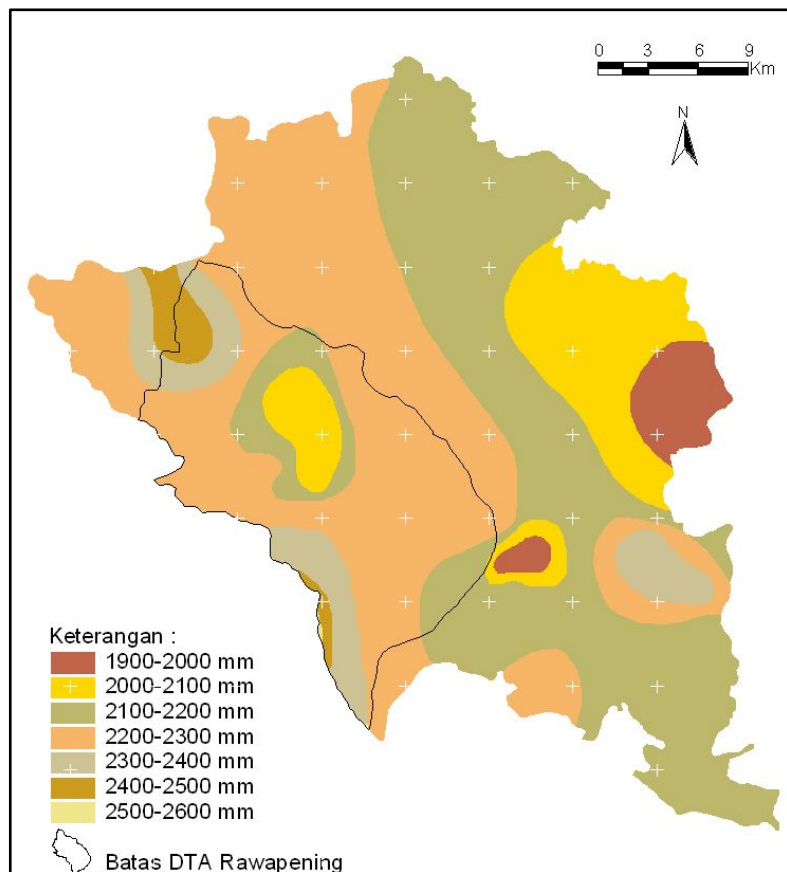 0 3 6 9
Km
N
Keterangan :
1900-2000 mm
2000-2100 mm
2100-2200 mm
2200-2300 mm
2300-2400 mm
2400-2500 mm
2500-2600 mm
Batas DTA Rawapening